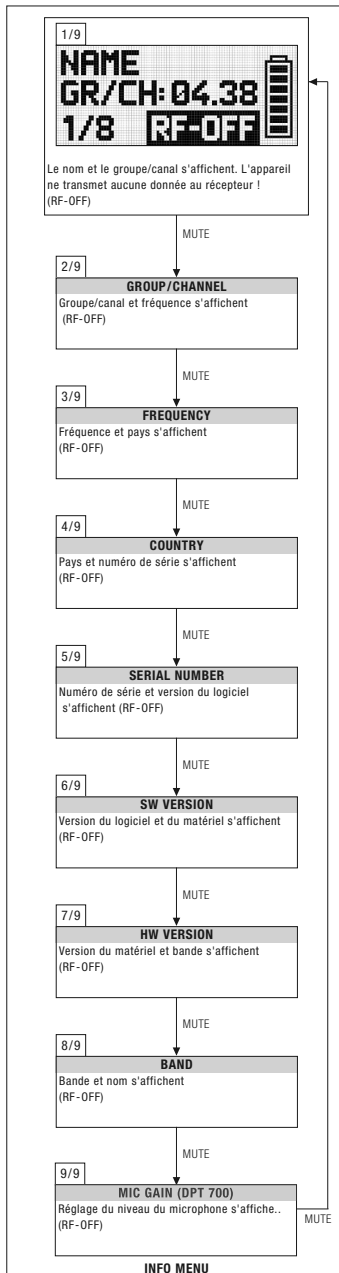 1/9
NAME
GR/CH:04.38
1/8 RF-OFF
Le nom et le groupe/canal s'affichent. L'appareil
ne transmet aucune donnée au récepteur !
(RF-OFF)
MUTE
2/9
GROUP/CHANNEL
Groupe/canal et fréquence s'affichent
(RF-OFF)
MUTE
3/9
FREQUENCY
Fréquence et pays s'affichent
(RF-OFF)
MUTE
4/9
COUNTRY
Pays et numéro de série s'affichent
(RF-OFF)
MUTE
5/9
SERIAL NUMBER
Numéro de série et version du logiciel
s'affichent (RF-OFF)
MUTE
6/9
SW VERSION
Version du logiciel et du matériel s'affichent
(RF-OFF)
MUTE
7/9
HW VERSION
Version du matériel et bande s'affichent
(RF-OFF)
MUTE
8/9
BAND
Bande et nom s'affichent
(RF-OFF)
MUTE
9/9
MIC GAIN (DPT 700)
Réglage du niveau du microphone s'affiche..
(RF-OFF)
MUTE
INFO MENU